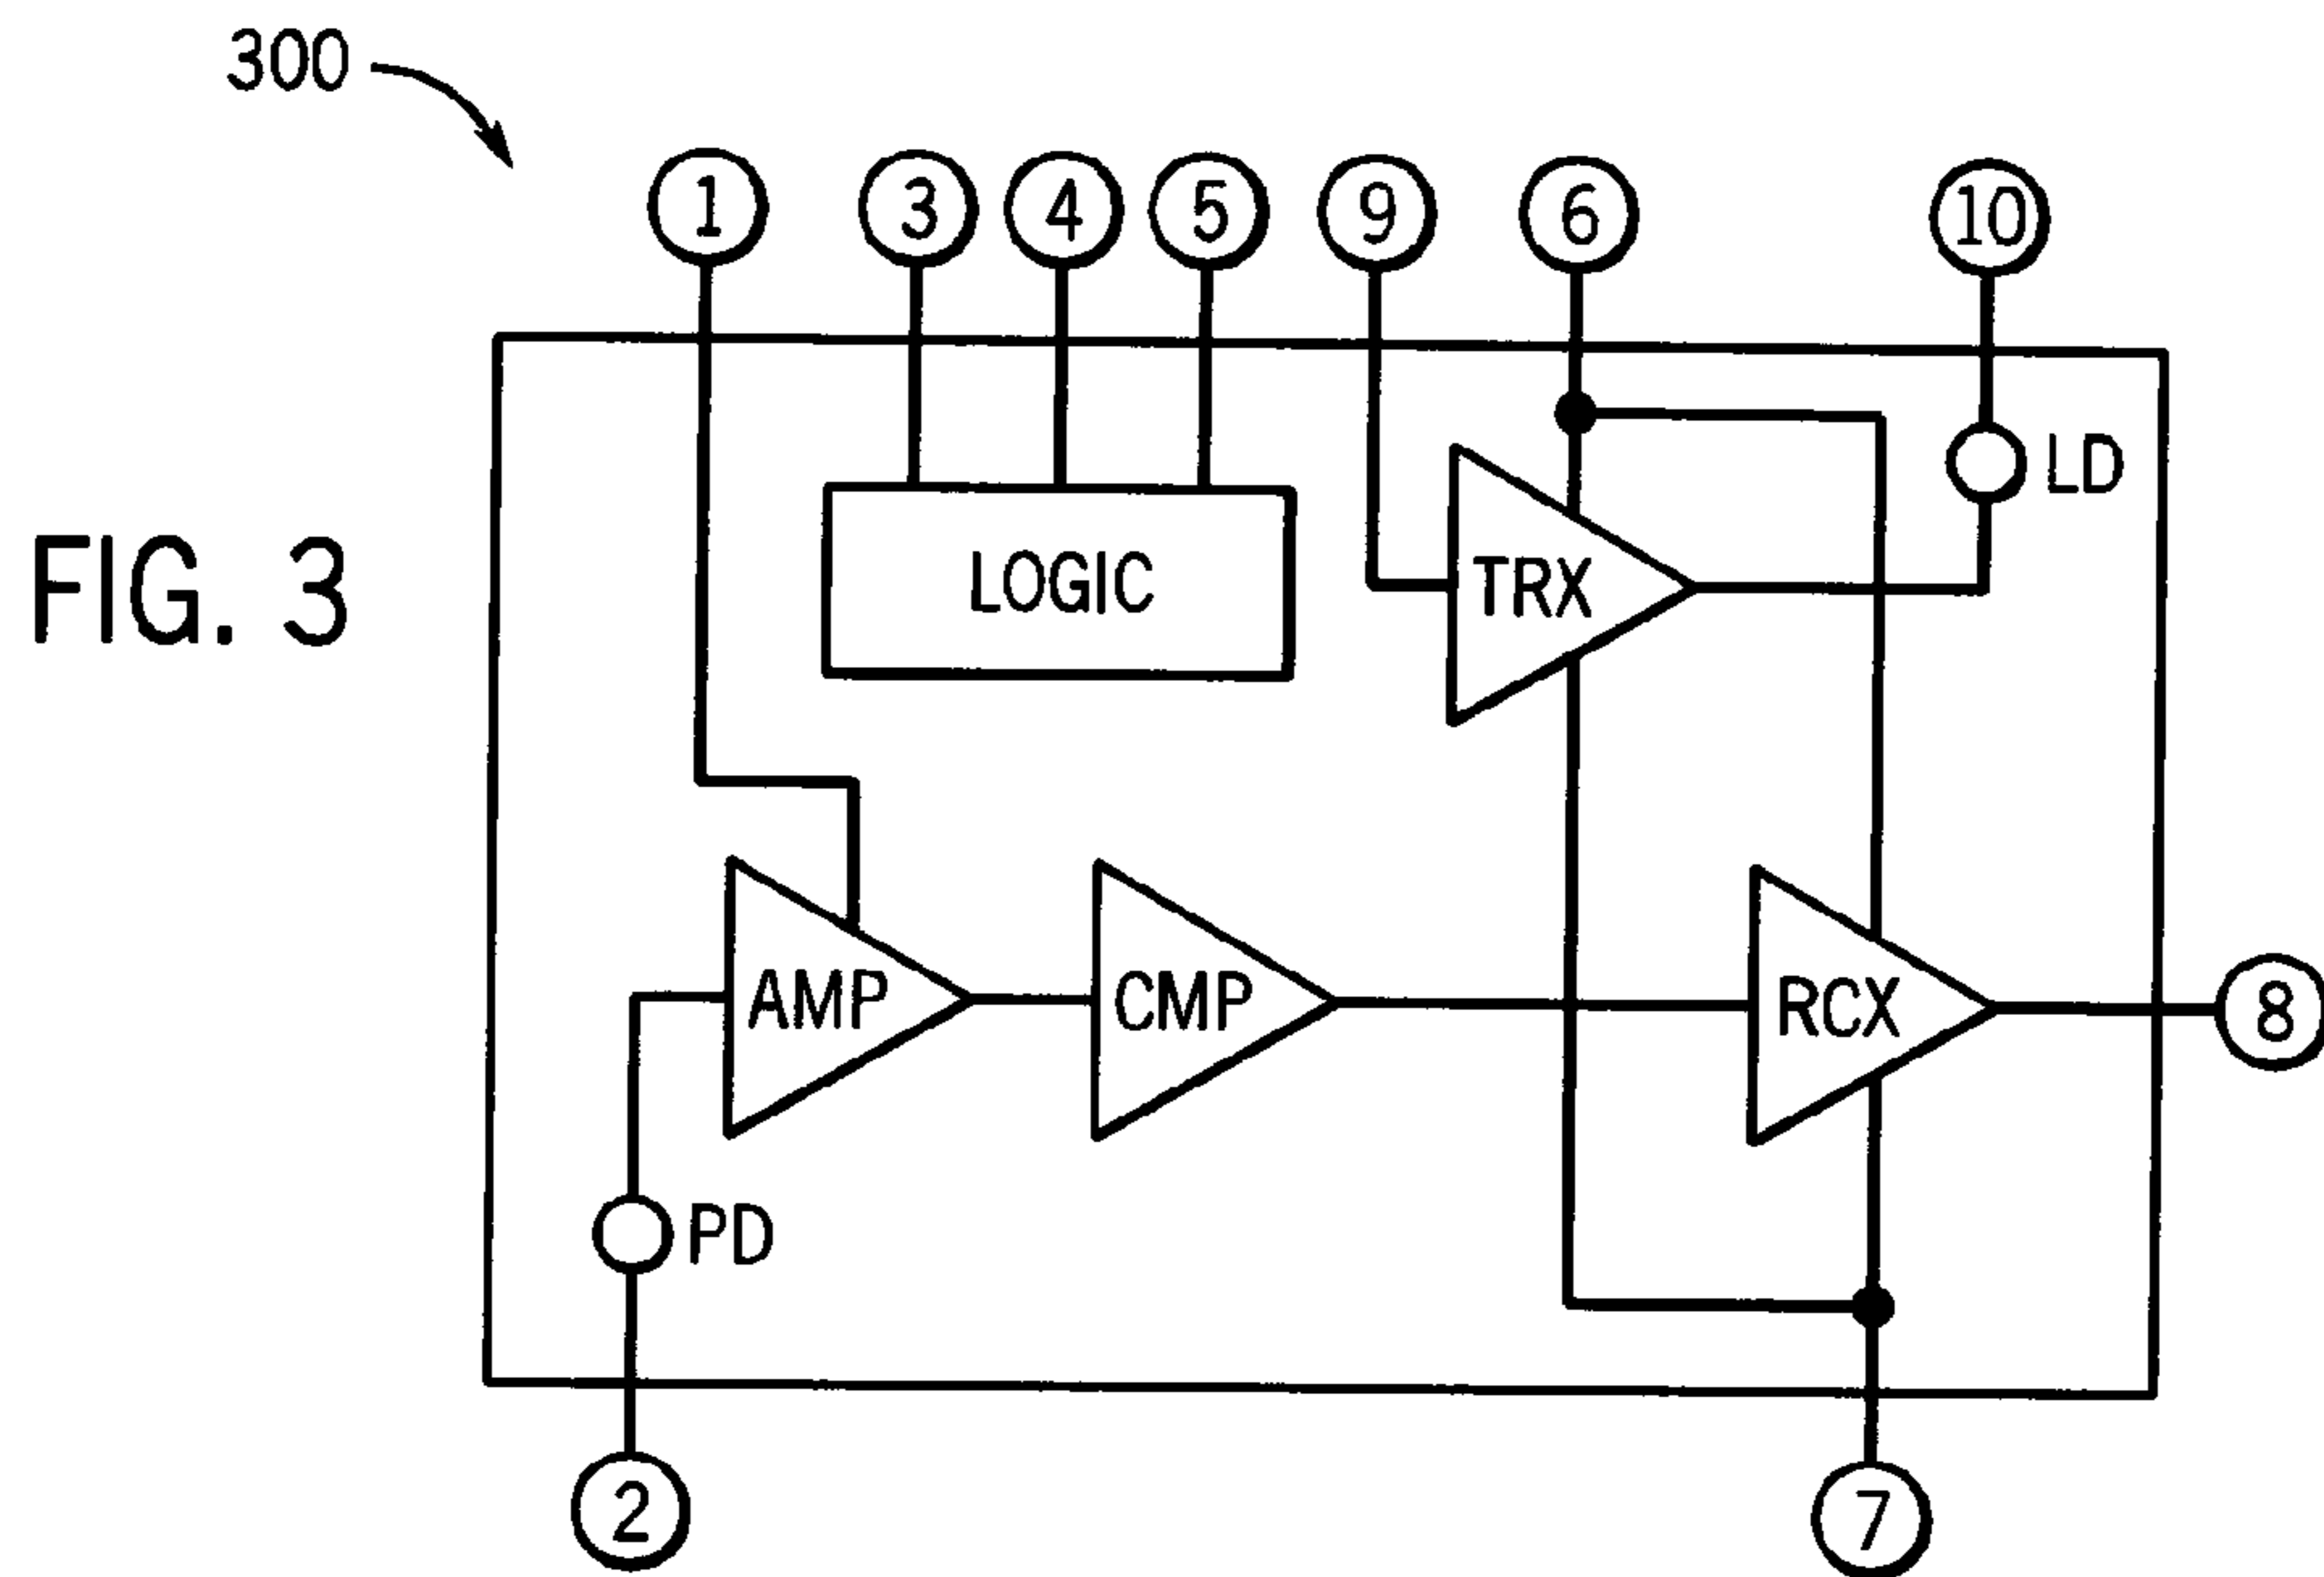 300
1 3 4 5 9 6 10
LD
FIG. 3
LOGIC
TRX
AMP
CMP
RCX
8
PD
2
7